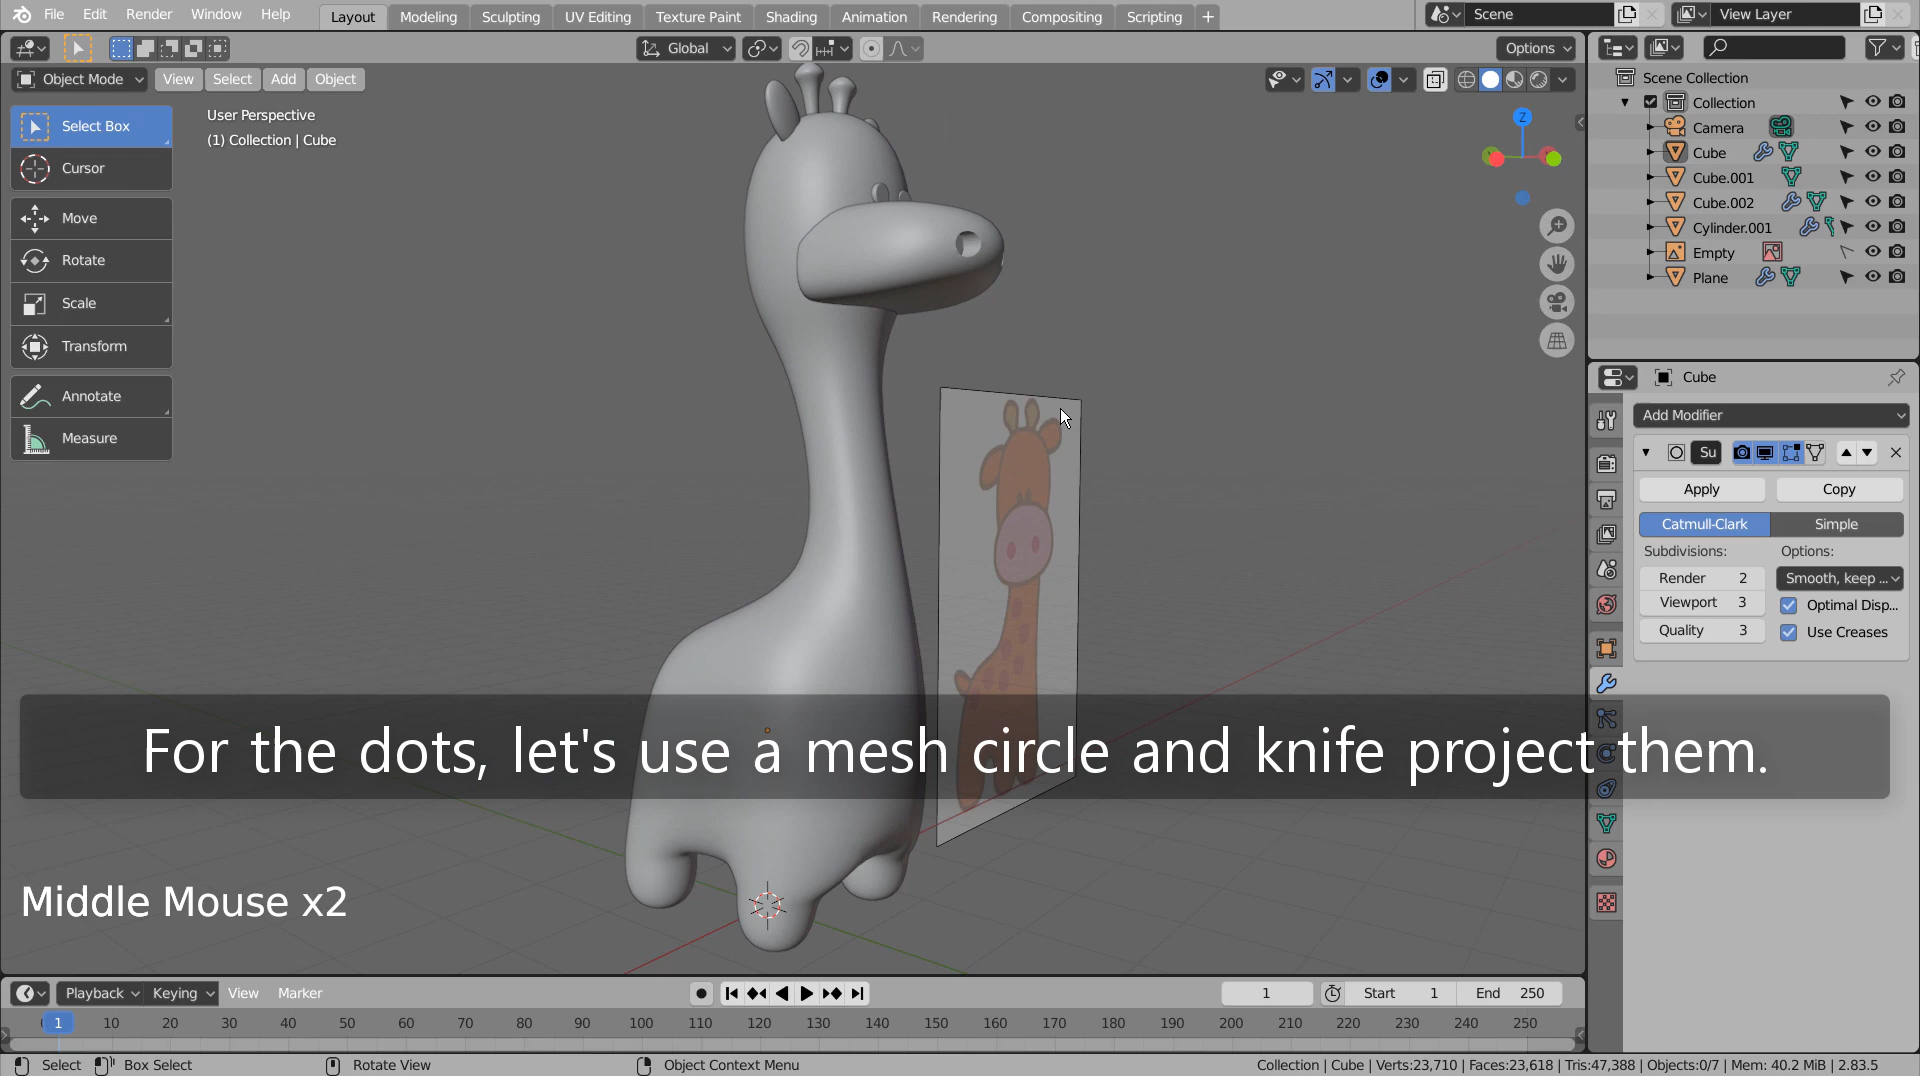 File Edit Render Window Help Layout Modeling Sculpting UV Editing Texture Paint Shading Animation Rendering Compositing Scripting + Scene View Layer
Global Options
Object Mode View Select Add Object
Select Box
Cursor
Move
Rotate
Scale
Transform
Annotate
Measure
User Perspective
(1) Collection | Cube
Z
Scene Collection
Collection
Camera
Cube
Cube.001
Cube.002
Cylinder.001
Empty
Plane
Cube
Add Modifier
Su
Apply Copy
Catmull-Clark Simple
Subdivisions: Options:
Render 2 Smooth, keep ...
Viewport 3 Optimal Disp...
Quality 3 Use Creases
For the dots, let's use a mesh circle and knife project them.
Middle Mouse x2
Playback Keying View Marker 1 Start 1 End 250
1 10 20 30 40 50 60 70 80 90 100 110 120 130 140 150 160 170 180 190 200 210 220 230 240 250
Select Box Select Rotate View Object Context Menu Collection | Cube | Verts:23,710 | Faces:23,618 | Tris:47,388 | Objects:0/7 | Mem: 40.2 MiB | 2.83.5